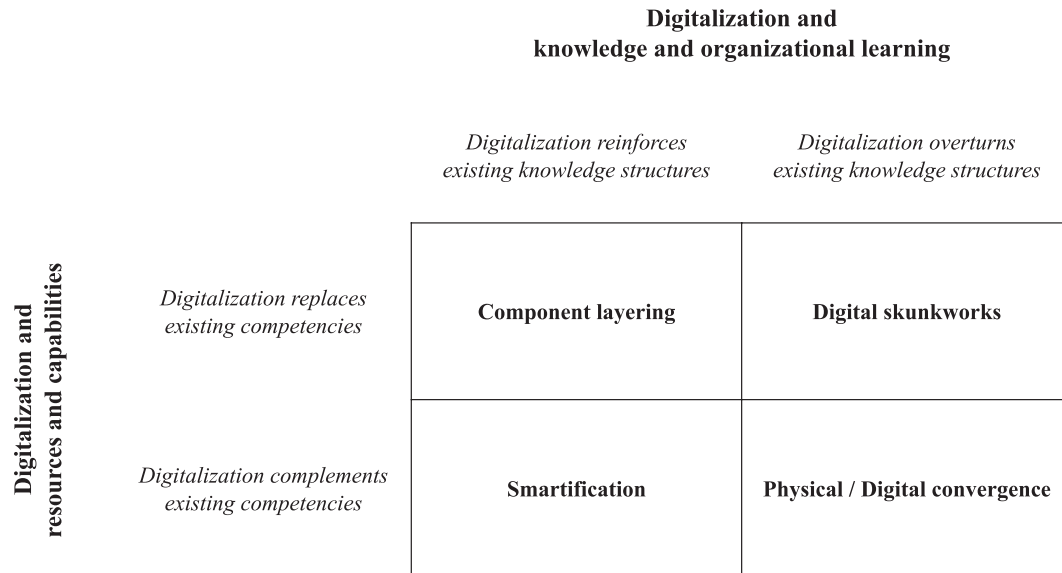 Digitalization and
knowledge and organizational learning
Digitalization reinforces
existing knowledge structures
Digitalization overturns
existing knowledge structures
Digitalization and
resources and capabilities
Digitalization replaces
existing competencies
Component layering
Digital skunkworks
Digitalization complements
existing competencies
Smartification
Physical / Digital convergence